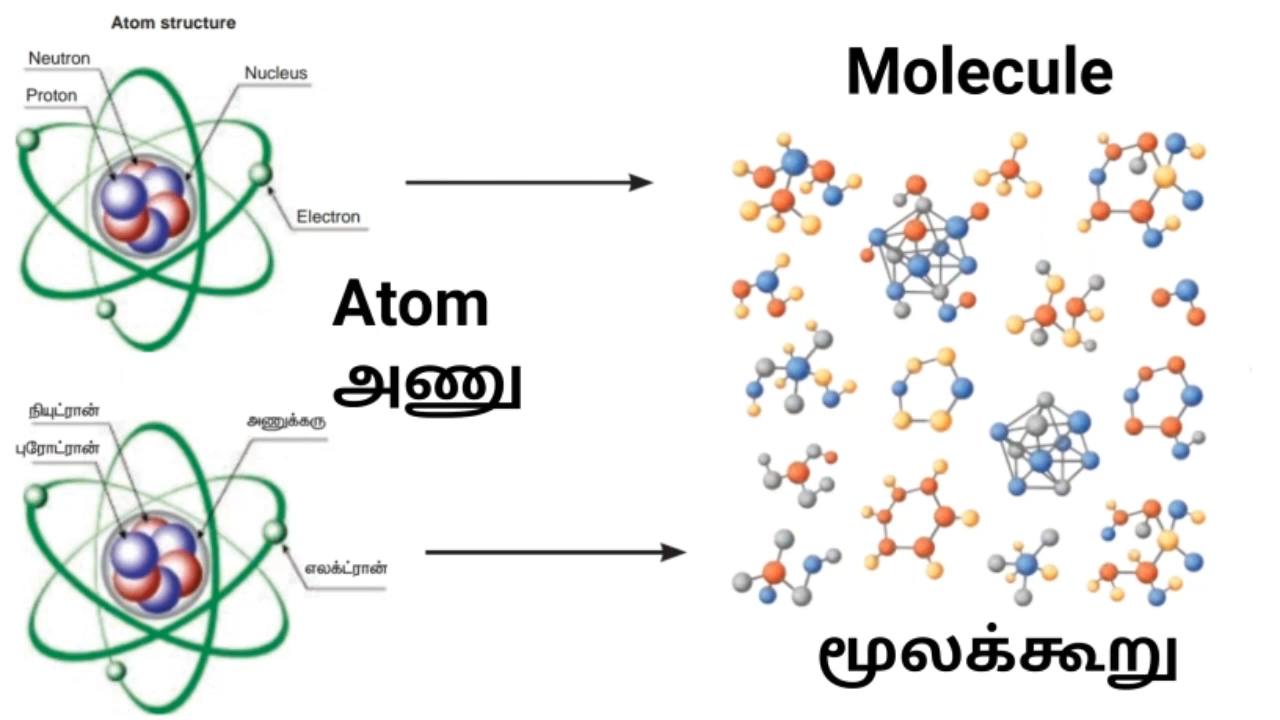 Atom structure
Neutron
Nucleus
Proton
Electron
Atom
அணு
நியுட்ரான்
அணுக்கரு
புரோட்ரான்
எலக்ட்ரான்
Molecule
மூலக்கூறு